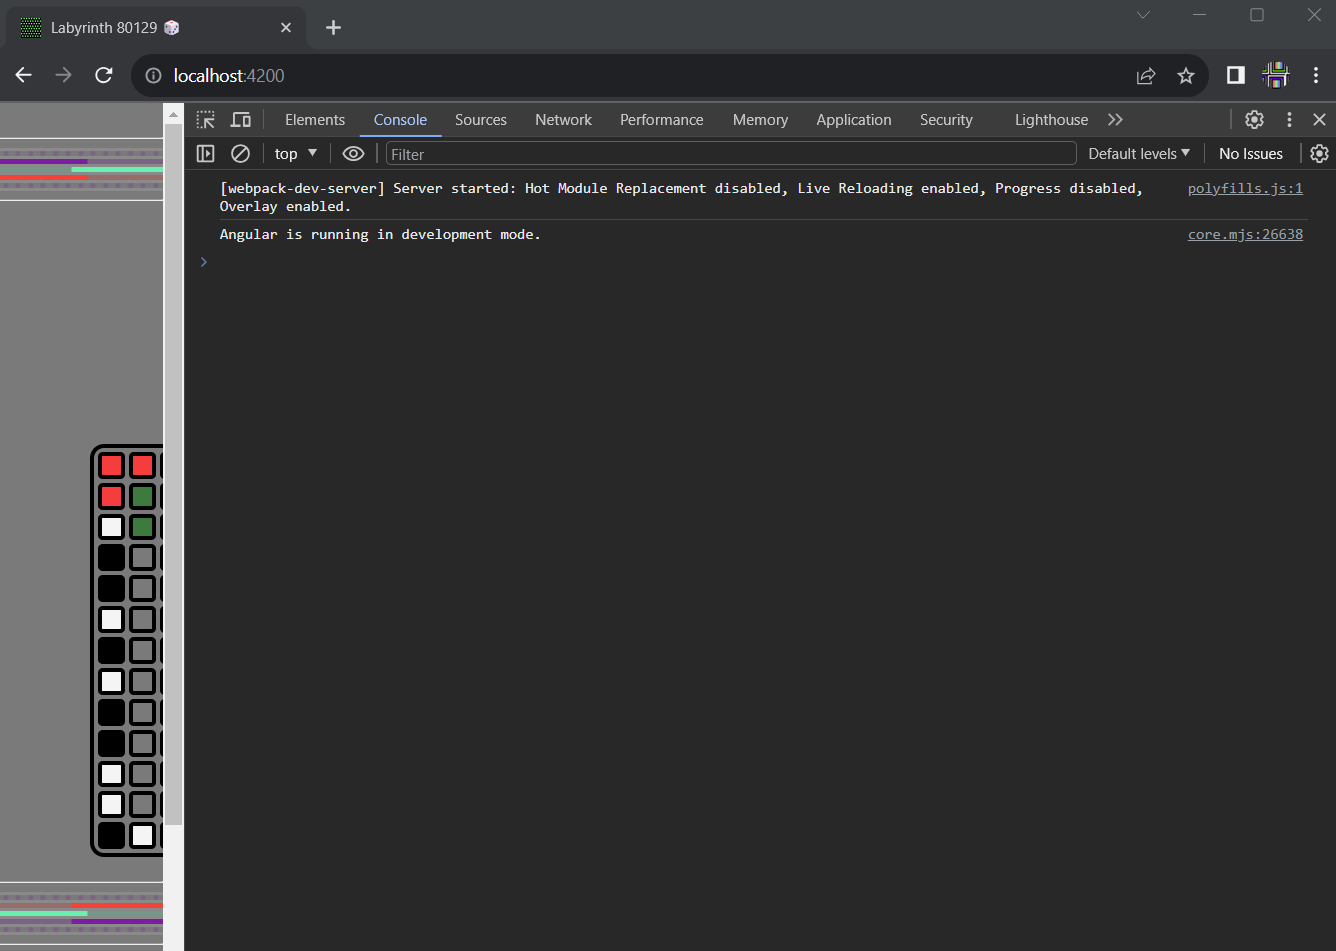 Labyrinth 80129
localhost:4200
Elements Console Sources Network Performance Memory Application Security Lighthouse
top Filter Default levels No Issues
[webpack-dev-server] Server started: Hot Module Replacement disabled, Live Reloading enabled, Progress disabled, polyfills.js:1
Overlay enabled.
Angular is running in development mode. core.mjs:26638